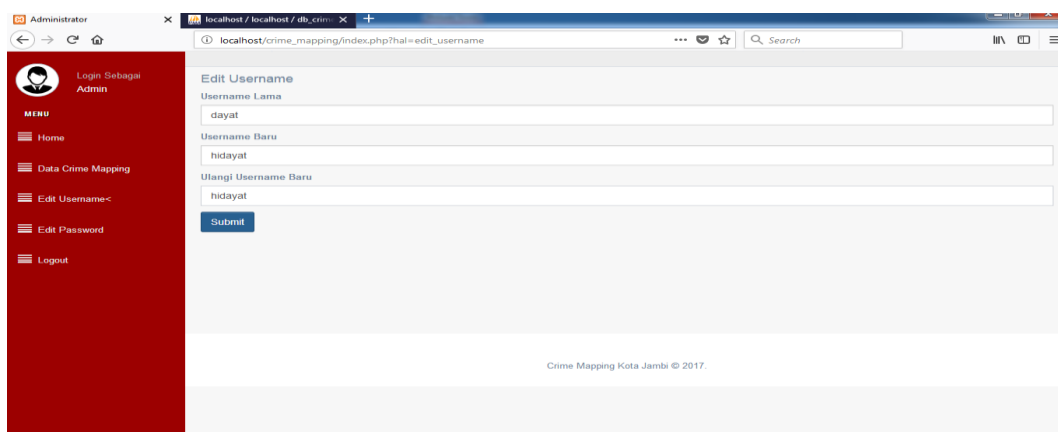 Administrator
localhost / localhost / db_crim
localhost/crime_mapping/index.php?hal=edit_username
Search
Login Sebagai
Admin
MENU
Home
Data Crime Mapping
Edit Username<
Edit Password
Logout
Edit Username
Username Lama
dayat
Username Baru
hidayat
Ulangi Username Baru
hidayat
Submit
Crime Mapping Kota Jambi © 2017.